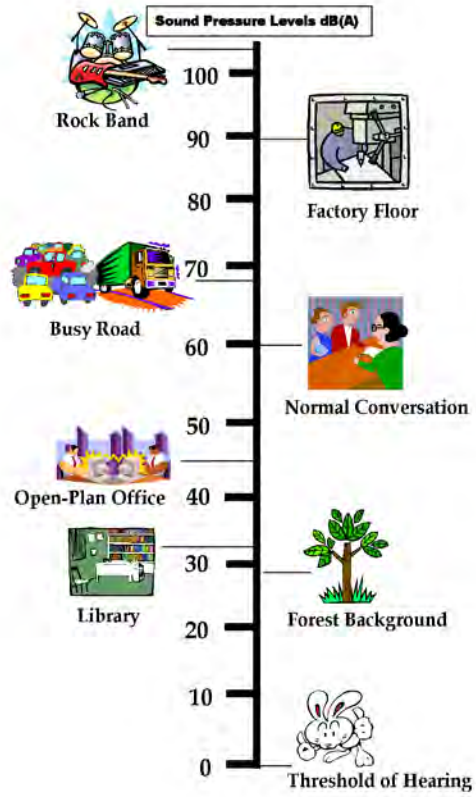 Sound Pressure Levels dB(A)
100
Rock Band
90
80
Factory Floor
70
Busy Road
60
Normal Conversation
50
Open-Plan Office
40
30
Library
Forest Background
20
10
0
Threshold of Hearing